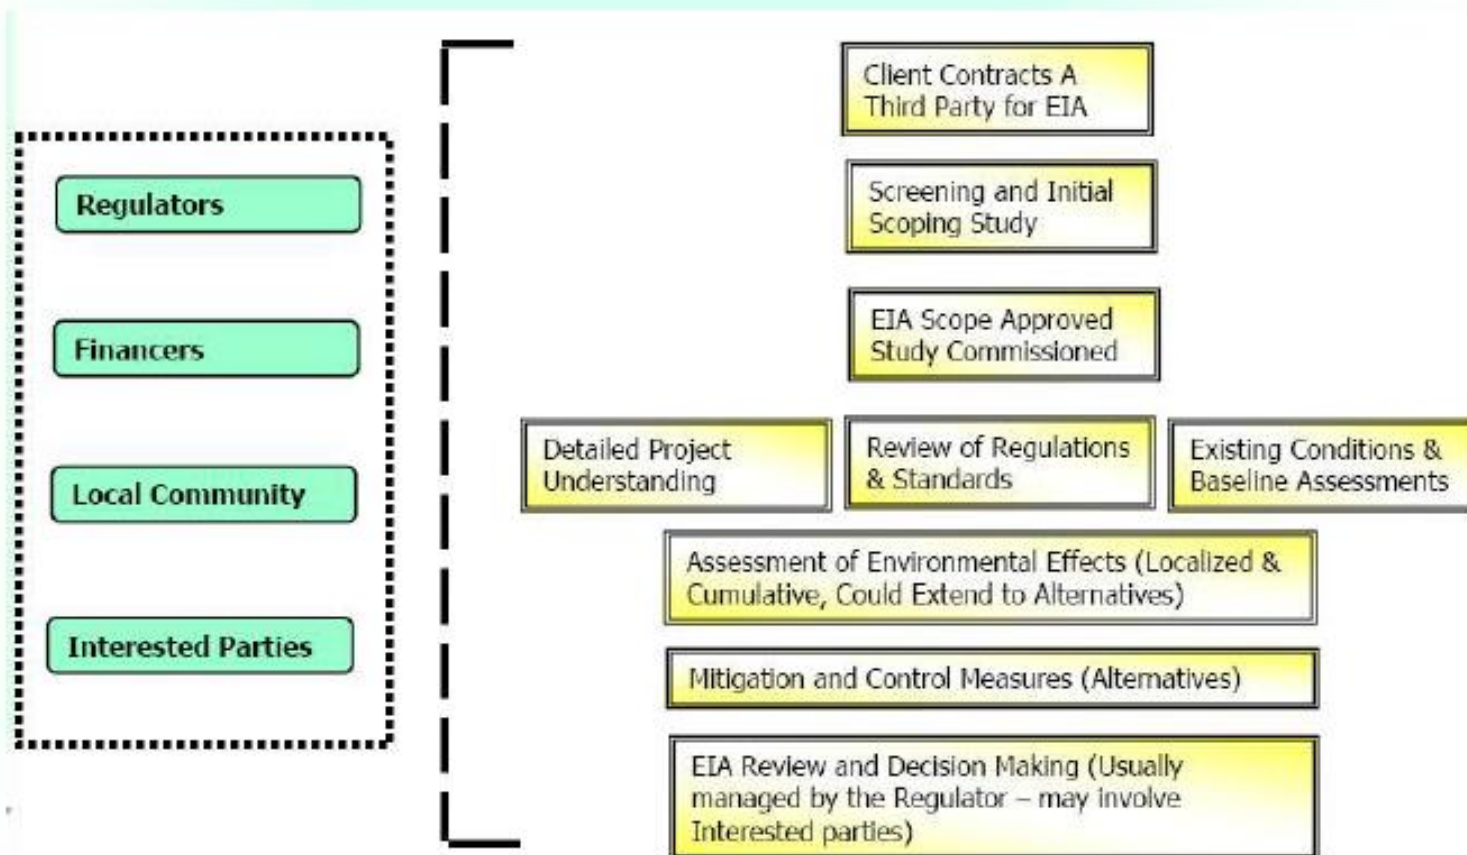 Regulators
Financers
Local Community
Interested Parties
Client Contracts A
Third Party for EIA
Screening and Initial
Scoping Study
EIA Scope Approved
Study Commissioned
Detailed Project
Understanding
Review of Regulations
& Standards
Existing Conditions &
Baseline Assessments
Assessment of Environmental Effects (Localized &
Cumulative, Could Extend to Alternatives)
Mitigation and Control Measures (Alternatives)
EIA Review and Decision Making (Usually
managed by the Regulator – may involve
Interested parties)